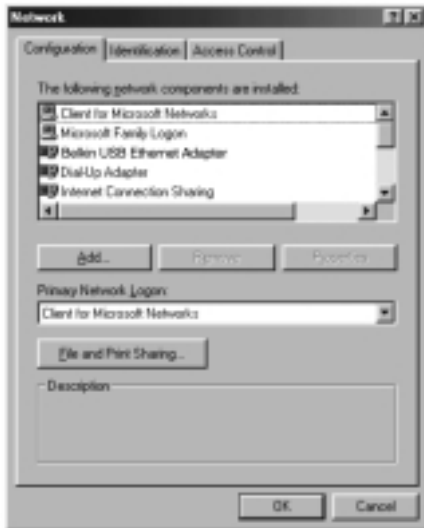 Network
Configuration Identification Access Control
The following network components are installed:
Client for Microsoft Networks
Microsoft Family Logon
Belkin USB Ethernet Adapter
Dial-Up Adapter
Internet Connection Sharing
Add... Remove Properties
Primary Network Logon:
Client for Microsoft Networks
File and Print Sharing...
Description
OK Cancel